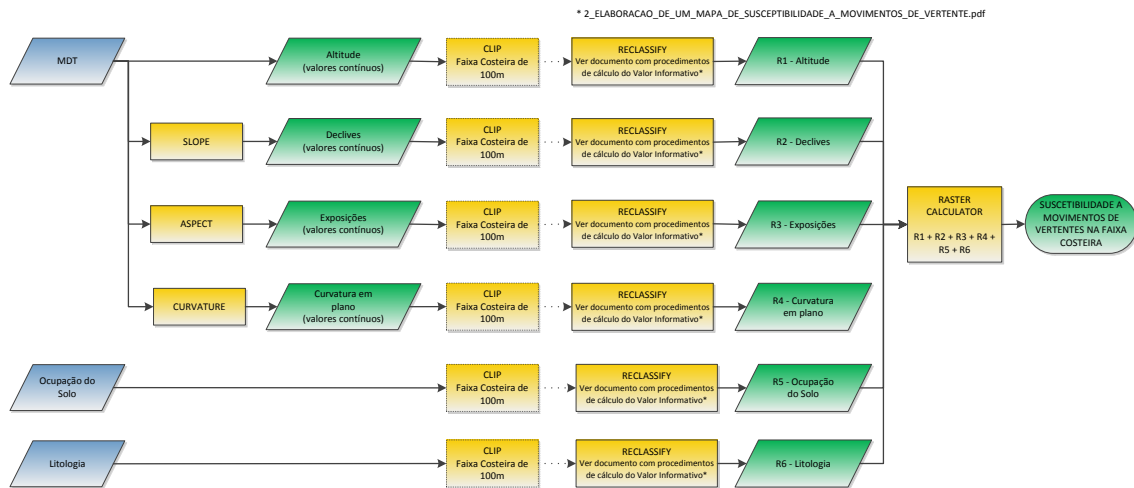 * 2_ELABORACAO_DE_UM_MAPA_DE_SUSCEPTIBILIDADE_A_MOVIMENTOS_DE_VERTENTE.pdf
MDT
Altitude
(valores contínuos)
CLIP
Faixa Costeira de
100m
RECLASSIFY
Ver documento com procedimentos
de cálculo do Valor Informativo*
R1 - Altitude
SLOPE
Declives
(valores contínuos)
CLIP
Faixa Costeira de
100m
RECLASSIFY
Ver documento com procedimentos
de cálculo do Valor Informativo*
R2 - Declives
ASPECT
Exposições
(valores contínuos)
CLIP
Faixa Costeira de
100m
RECLASSIFY
Ver documento com procedimentos
de cálculo do Valor Informativo*
R3 - Exposições
RASTER
CALCULATOR
R1 + R2 + R3 + R4 +
R5 + R6
SUSCETIBILIDADE A
MOVIMENTOS DE
VERTENTES NA FAIXA
COSTEIRA
CURVATURE
Curvatura em
plano
(valores contínuos)
CLIP
Faixa Costeira de
100m
RECLASSIFY
Ver documento com procedimentos
de cálculo do Valor Informativo*
R4 - Curvatura
em plano
Ocupação do
Solo
CLIP
Faixa Costeira de
100m
RECLASSIFY
Ver documento com procedimentos
de cálculo do Valor Informativo*
R5 - Ocupação
do Solo
Litologia
CLIP
Faixa Costeira de
100m
RECLASSIFY
Ver documento com procedimentos
de cálculo do Valor Informativo*
R6 - Litologia